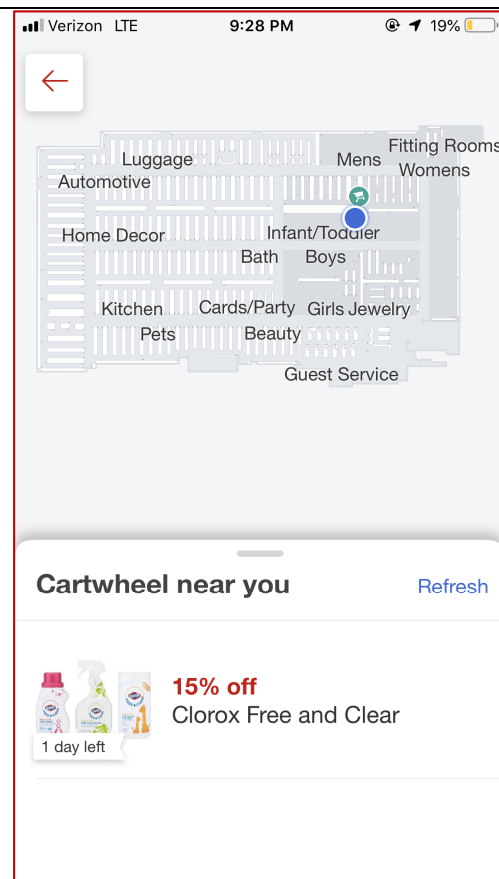 Verizon LTE 9:28 PM 19%
Fitting Rooms
Luggage Mens
Womens
Automotive
Home Decor Infant/Toddler
Bath Boys
Kitchen Cards/Party Girls Jewelry
Pets Beauty
Guest Service
Cartwheel near you Refresh
15% off
Clorox Free and Clear
1 day left